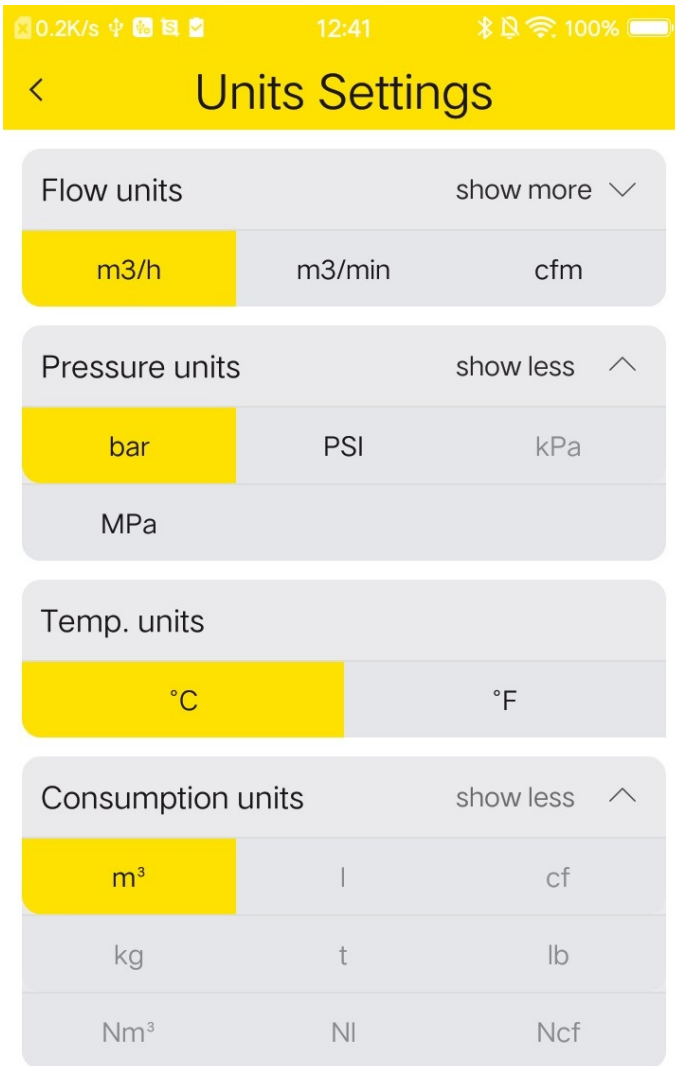 0.2K/s 12:41 100%
Units Settings
Flow units show more
m3/h m3/min cfm
Pressure units show less
bar PSI kPa
MPa
Temp. units
°C °F
Consumption units show less
m³ l cf
kg t lb
Nm³ Nl Ncf